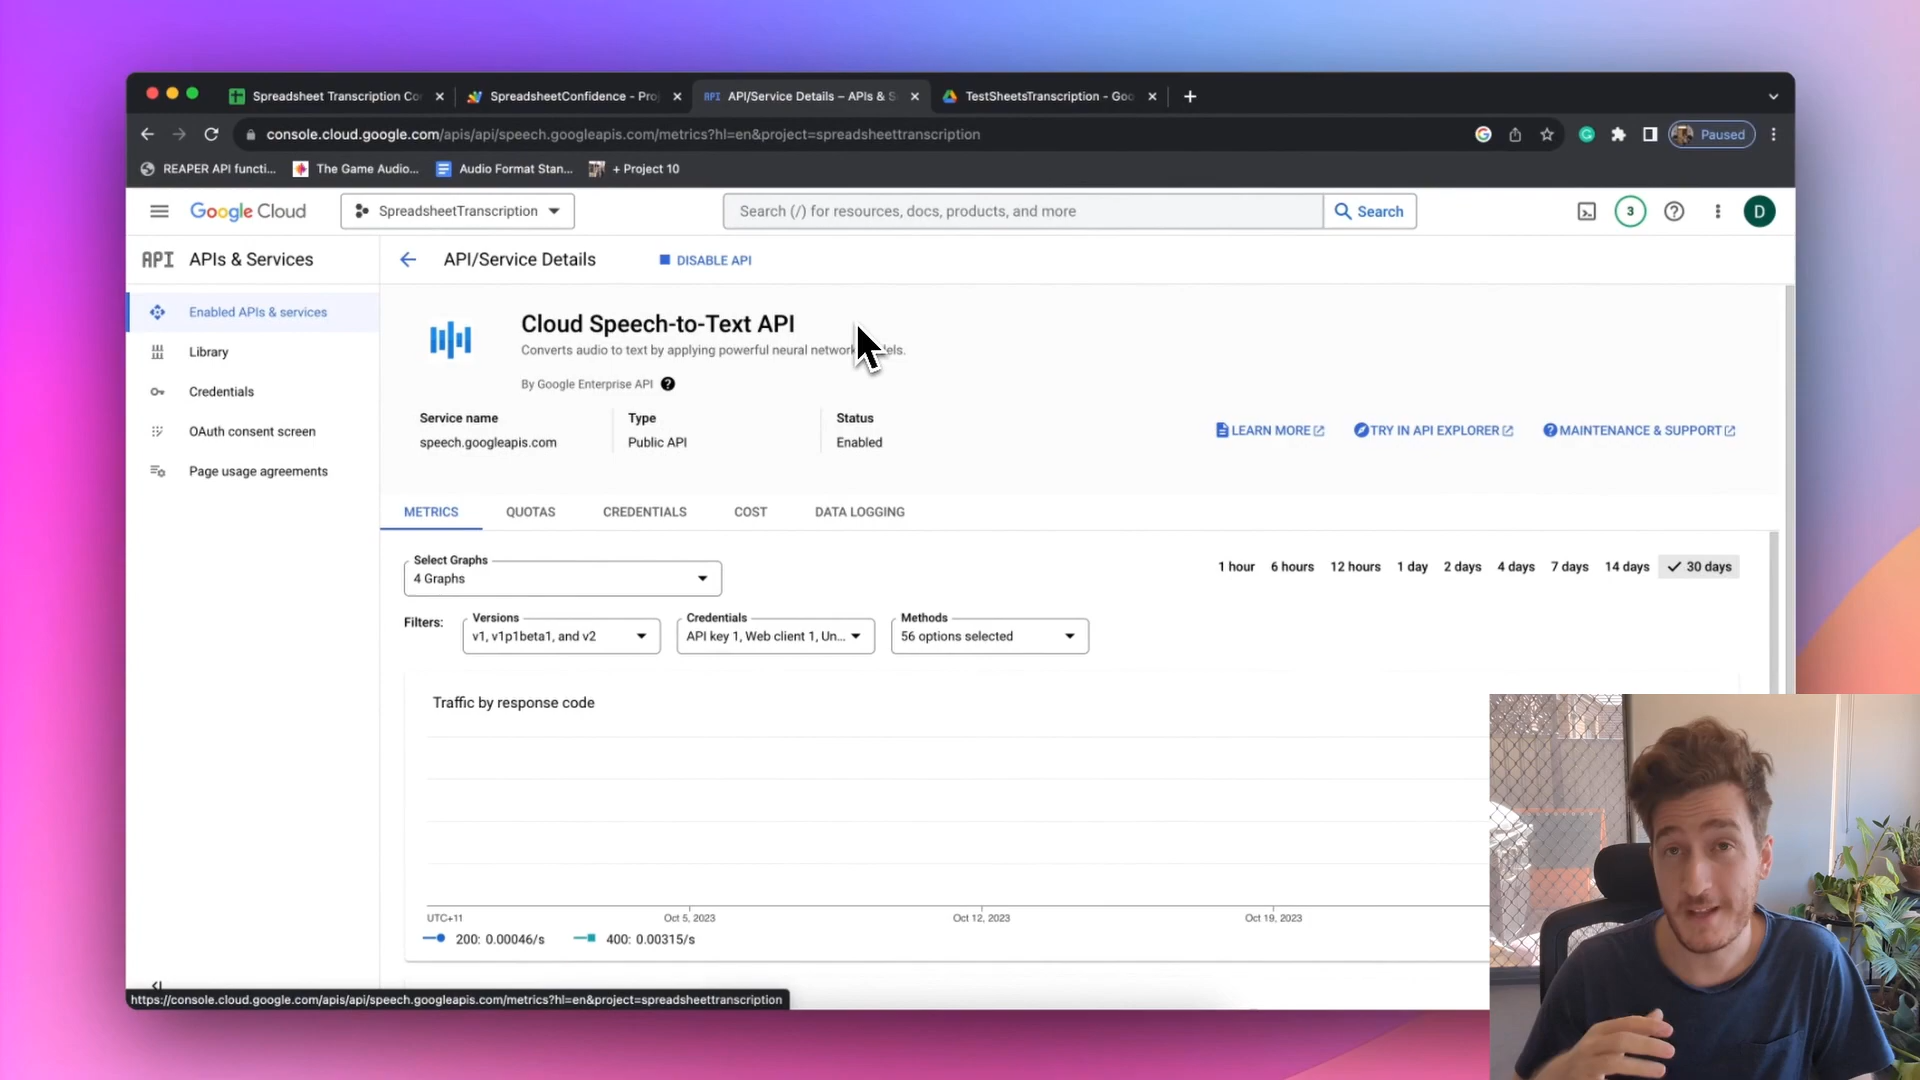 Spreadsheet Transcription Co
SpreadsheetConfidence - Pro
API API/Service Details – APIs & S
TestSheetsTranscription - Goo
console.cloud.google.com/apis/api/speech.googleapis.com/metrics?hl=en&project=spreadsheettranscription
Paused
REAPER API functi...
The Game Audio...
Audio Format Stan...
+ Project 10
Google Cloud
SpreadsheetTranscription
Search (/) for resources, docs, products, and more
Search
3
D
API APIs & Services
API/Service Details
DISABLE API
Enabled APIs & services
Library
Credentials
OAuth consent screen
Page usage agreements
Cloud Speech-to-Text API
Converts audio to text by applying powerful neural network els.
By Google Enterprise API
Service name
speech.googleapis.com
Type
Public API
Status
Enabled
LEARN MORE
TRY IN API EXPLORER
MAINTENANCE & SUPPORT
METRICS
QUOTAS
CREDENTIALS
COST
DATA LOGGING
Select Graphs
4 Graphs
1 hour
6 hours
12 hours
1 day
2 days
4 days
7 days
14 days
30 days
Filters:
Versions
v1, v1p1beta1, and v2
Credentials
API key 1, Web client 1, Un...
Methods
56 options selected
Traffic by response code
UTC+11
Oct 5, 2023
Oct 12, 2023
Oct 19, 2023
200: 0.00046/s
400: 0.00315/s
https://console.cloud.google.com/apis/api/speech.googleapis.com/metrics?hl=en&project=spreadsheettranscription